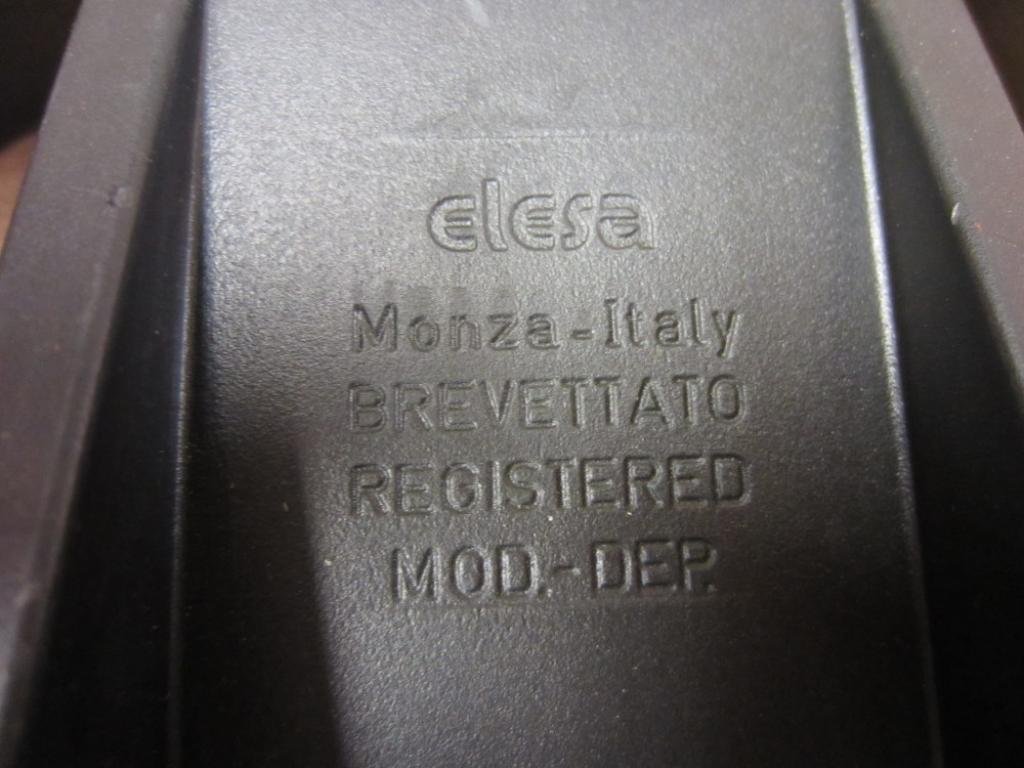 elesa
Monza-Italy
BREVETTATO
REGISTERED
MOD.-DEP.